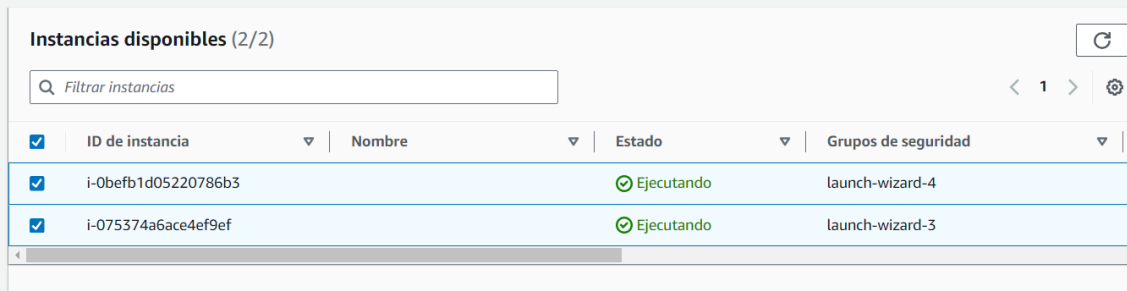 Instancias disponibles (2/2)
Filtrar instancias
1
ID de instancia Nombre Estado Grupos de seguridad
i-0befb1d05220786b3 Ejecutando launch-wizard-4
i-075374a6ace4ef9ef Ejecutando launch-wizard-3